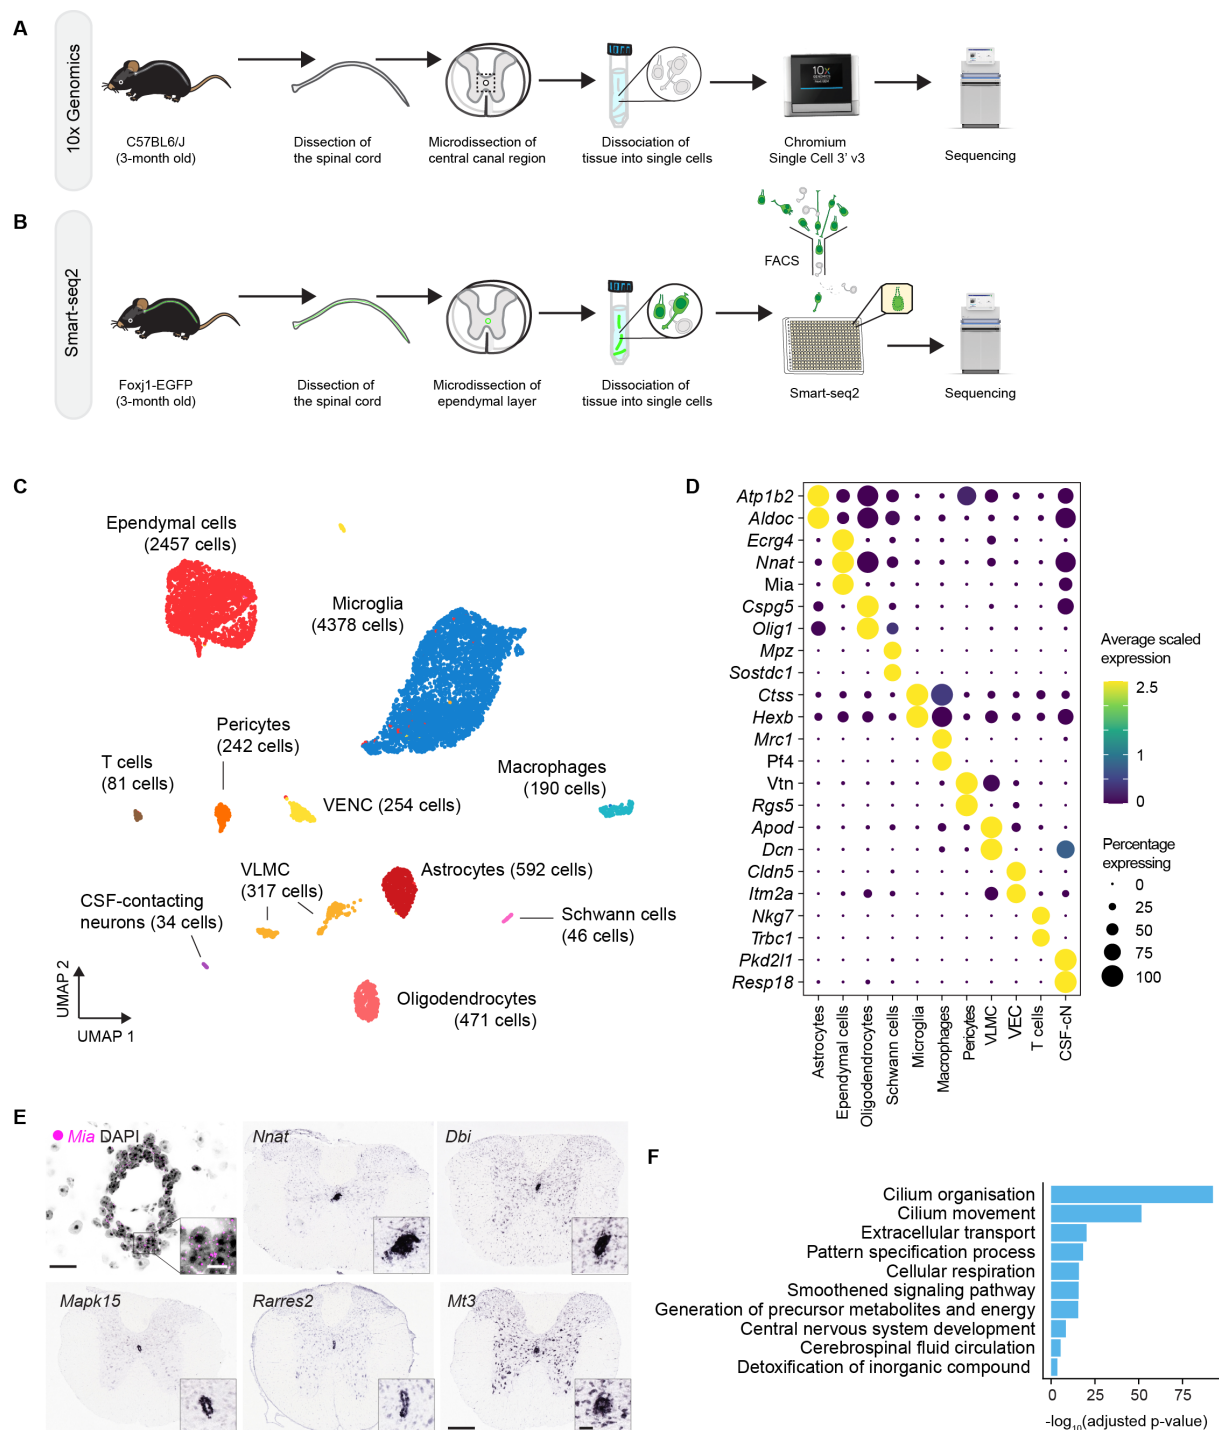 A
10x Genomics
C57BL6/J
(3-month old)
Dissection of
the spinal cord
Microdissection of
central canal region
Dissociation of
tissue into single cells
10x
Chromium
Single Cell 3' v3
Sequencing
B
Smart-seq2
FACS
Foxj1-EGFP
(3-month old)
Dissection of
the spinal cord
Microdissection of
ependymal layer
Dissociation of
tissue into single cells
Smart-seq2
Sequencing
C
Ependymal cells
(2457 cells)
Microglia
(4378 cells)
Pericytes
(242 cells)
T cells
(81 cells)
VENC (254 cells)
Macrophages
(190 cells)
VLMC
(317 cells)
Astrocytes (592 cells)
CSF-contacting
neurons (34 cells)
Schwann cells
(46 cells)
Oligodendrocytes
(471 cells)
UMAP 2
UMAP 1
D
Atp1b2
Aldoc
Ecrg4
Nnat
Mia
Cspg5
Olig1
Mpz
Sostdc1
Ctss
Hexb
Mrc1
Pf4
Vtn
Rgs5
Apod
Dcn
Cldn5
Itm2a
Nkg7
Trbc1
Pkd2l1
Resp18
Astrocytes
Ependymal cells
Oligodendrocytes
Schwann cells
Microglia
Macrophages
Pericytes
VLMC
VEC
T cells
CSF-cN
Average scaled
expression
2.5
1
0
Percentage
expressing
0
25
50
75
100
E
Mia DAPI
Nnat
Dbi
Mapk15
Rarres2
Mt3
F
Cilium organisation
Cilium movement
Extracellular transport
Pattern specification process
Cellular respiration
Smoothened signaling pathway
Generation of precursor metabolites and energy
Central nervous system development
Cerebrospinal fluid circulation
Detoxification of inorganic compound
0 25 50 75
-log10(adjusted p-value)